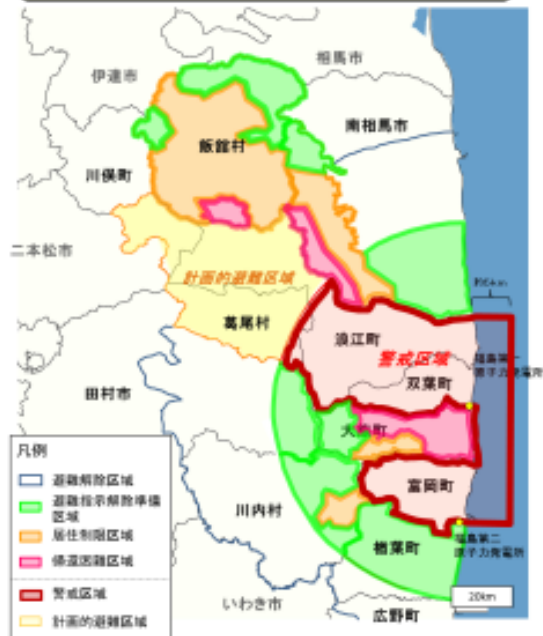 相馬市
伊達市
南相馬市
飯舘村
川俣町
二本松市
計画的避難区域
葛尾村
浪江町
警戒区域
福島第一
原子力発電所
双葉町
田村市
大熊町
凡例
避難解除区域
避難指示解除準備
区域
居住制限区域
帰還困難区域
警戒区域
計画的避難区域
富岡町
川内村
福島第二
原子力発電所
楢葉町
20km
いわき市
広野町